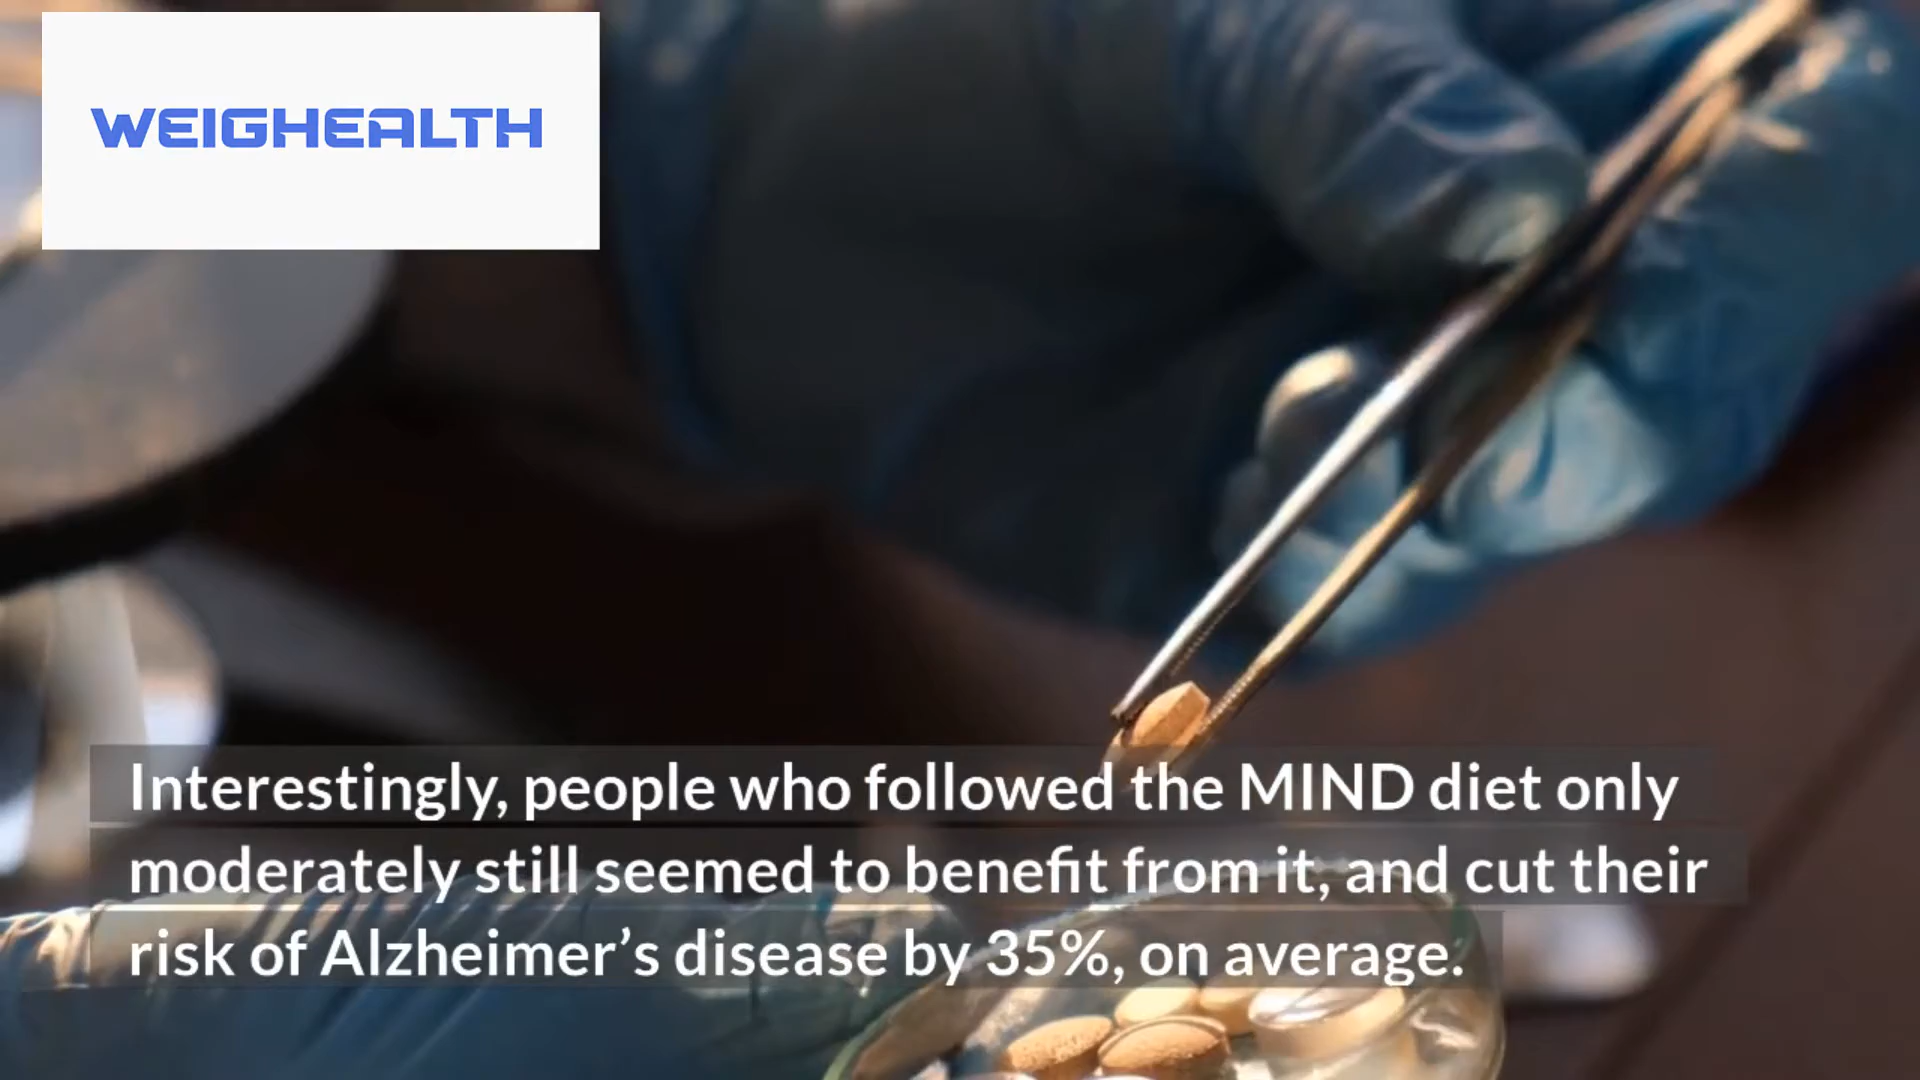 WEIGHEALTH
Interestingly, people who followed the MIND diet only
moderately still seemed to benefit from it, and cut their
risk of Alzheimer’s disease by 35%, on average.